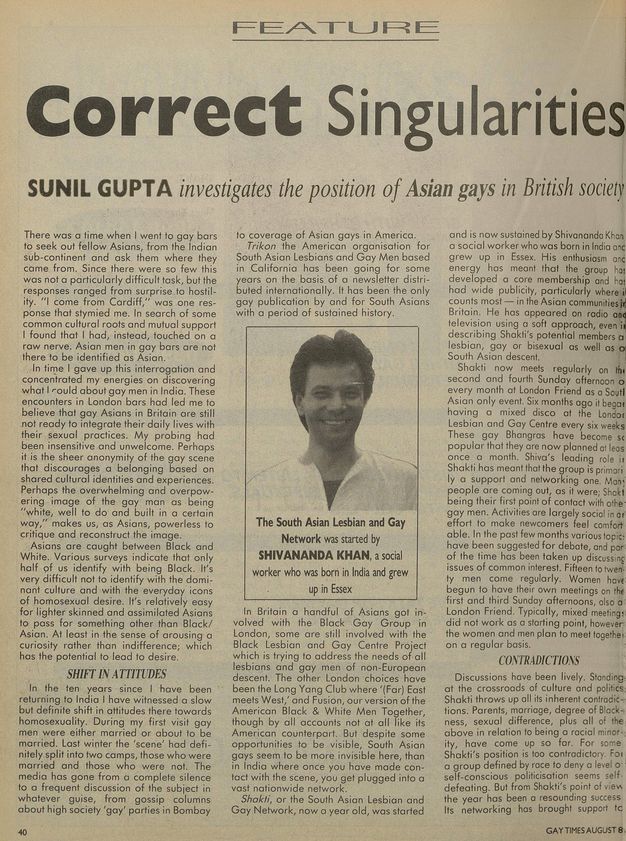 FEATURE
Correct Singularities
SUNIL GUPTA investigates the position of Asian gays in British society
There was a time when I went to gay bars
to seek out fellow Asians, from the Indian
sub-continent and ask them where they
came from. Since there were so few this
was not a particularly difficult task, but the
responses ranged from surprise to hostil-
ity. "I come from Cardiff," was one res-
ponse that stymied me. In search of some
common cultural roots and mutual support
I found that I had, instead, touched on a
raw nerve. Asian men in gay bars are not
there to be identified as Asian.
In time I gave up this interrogation and
concentrated my energies on discovering
what I could about gay men in India. These
encounters in London bars had led me to
believe that gay Asians in Britain are still
not ready to integrate their daily lives with
their sexual practices. My probing had
been insensitive and unwelcome. Perhaps
it is the sheer anonymity of the gay scene
that discourages a belonging based on
shared cultural identities and experiences.
Perhaps the overwhelming and overpow-
ering image of the gay man as being
"white, well to do and built in a certain
way," makes us, as Asians, powerless to
critique and reconstruct the image.
Asians are caught between Black and
White. Various surveys indicate that only
half of us identify with being Black. It's
very difficult not to identify with the domi-
nant culture and with the everyday icons
of homosexual desire. It's relatively easy
for lighter skinned and assimilated Asians
to pass for something other than Black/
Asian. At least in the sense of arousing a
curiosity rather than indifference; which
has the potential to lead to desire.
SHIFT IN ATTITUDES
In the ten years since I have been
returning to India I have witnessed a slow
but definite shift in attitudes there towards
homosexuality. During my first visit gay
men were either married or about to be
married. Last winter the 'scene' had defi-
nitely split into two camps, those who were
married and those who were not. The
media has gone from a complete silence
to a frequent discussion of the subject in
whatever guise, from gossip columns
about high society 'gay' parties in Bombay
to coverage of Asian gays in America.
Trikon the American organisation for
South Asian Lesbians and Gay Men based
in California has been going for some
years on the basis of a newsletter distri-
buted internationally. It has been the only
gay publication by and for South Asians
with a period of sustained history.
The South Asian Lesbian and Gay
Network was started by
SHIVANANDA KHAN, a social
worker who was born in India and grew
up in Essex
In Britain a handful of Asians got in-
volved with the Black Gay Group in
London, some are still involved with the
Black Lesbian and Gay Centre Project
which is trying to address the needs of all
lesbians and gay men of non-European
descent. The other London choices have
been the Long Yang Club where '(Far) East
meets West,' and Fusion, our version of the
American Black & White Men Together,
though by all accounts not at all like its
American counterpart. But despite some
opportunities to be visible, South Asian
gays seem to be more invisible here, than
in India where once you have made con-
tact with the scene, you get plugged into a
vast nationwide network.
Shakti, or the South Asian Lesbian and
Gay Network, now a year old, was started
and is now sustained by Shivananda Khan
a social worker who was born in India and
grew up in Essex. His enthusiasm and
energy has meant that the group has
developed a core membership and has
had wide publicity, particularly where it
counts most — in the Asian communities in
Britain. He has appeared on radio and
television using a soft approach, even in
describing Shakti's potential members a
lesbian, gay or bisexual as well as o
South Asian descent.
Shakti now meets regularly on the
second and fourth Sunday afternoon o
every month at London Friend as a South
Asian only event. Six months ago it began
having a mixed disco at the London
Lesbian and Gay Centre every six weeks
These gay Bhangras have become so
popular that they are now planned at leas
once a month. Shiva's leading role in
Shakti has meant that the group is primari
ly a support and networking one. Many
people are coming out, as it were; Shakt
being their first point of contact with othe
gay men. Activities are largely social in a
effort to make newcomers feel comfort
able. In the past few months various topic
have been suggested for debate, and par
of the time has been taken up discussing
issues of common interest. Fifteen to twen
ty men come regularly. Women have
begun to have their own meetings on the
first and third Sunday afternoons, also a
London Friend. Typically, mixed meetings
did not work as a starting point, however
the women and men plan to meet together
on a regular basis.
CONTRADICTIONS
Discussions have been lively. Standing
at the crossroads of culture and politics
Shakti throws up all its inherent contradic-
tions. Parents, marriage, degree of Black-
ness, sexual difference, plus all of the
above in relation to being a racial minor-
ity, have come up so far. For some
Shakti's position is too contradictory. For
a group defined by race to deny a level o
self-conscious politicisation seems self-
defeating. But from Shakti's point of view
the year has been a resounding success
Its networking has brought support to
40
GAY TIMES AUGUST 8